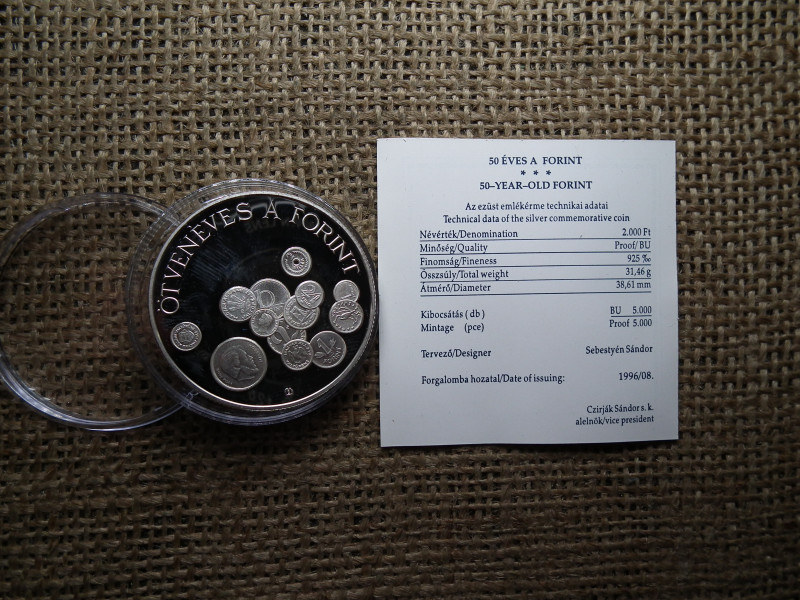 ÖTVENÉVES A FORINT
50 ÉVES A FORINT
* * *
50–YEAR–OLD FORINT
Az ezüst emlékérme technikai adatai
Technical data of the silver commemorative coin
Névérték/Denomination 2.000 Ft
Minőség/Quality Proof/BU
Finomság/Fineness 925 ‰
Összsúly/Total weight 31,46 g
Átmérő/Diameter 38,61 mm
Kibocsátás ( db ) BU 5.000
Mintage (pce) Proof 5.000
Tervező/Designer Sebestyén Sándor
Forgalomba hozatal/Date of issuing: 1996/08.
Czirják Sándor s. k.
alelnök/vice president